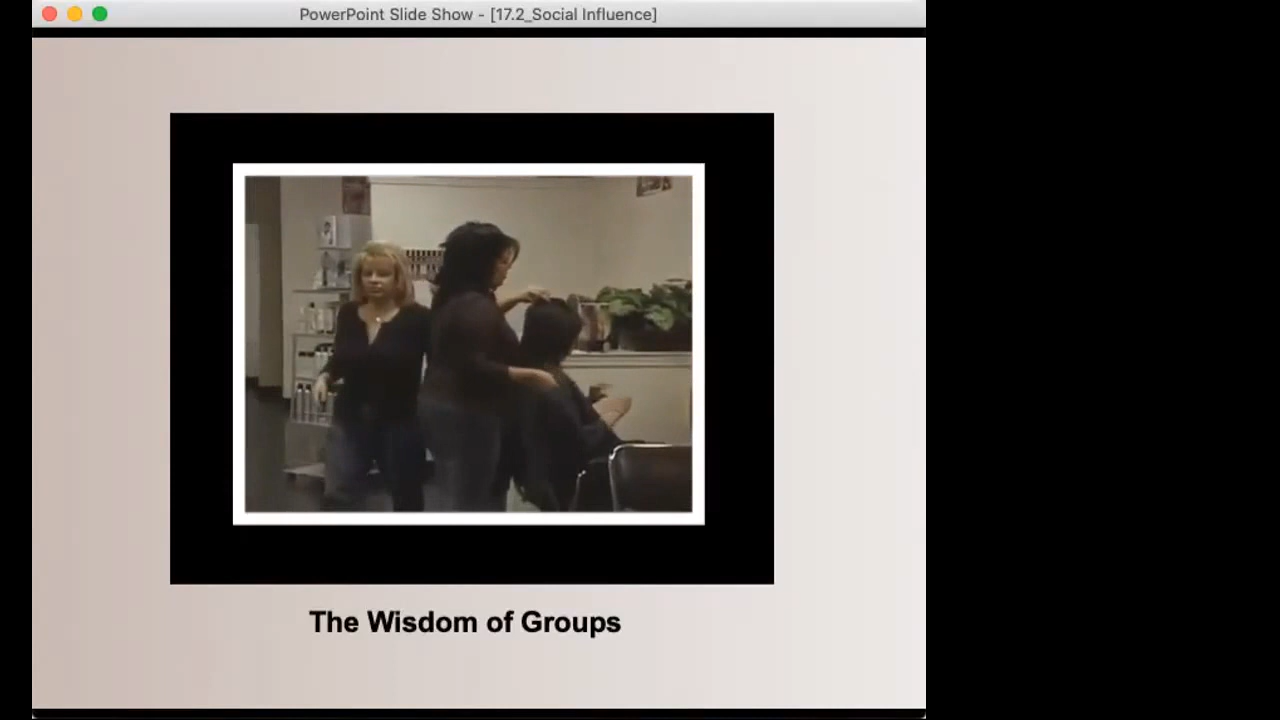 PowerPoint Slide Show - [17.2_Social Influence]
The Wisdom of Groups